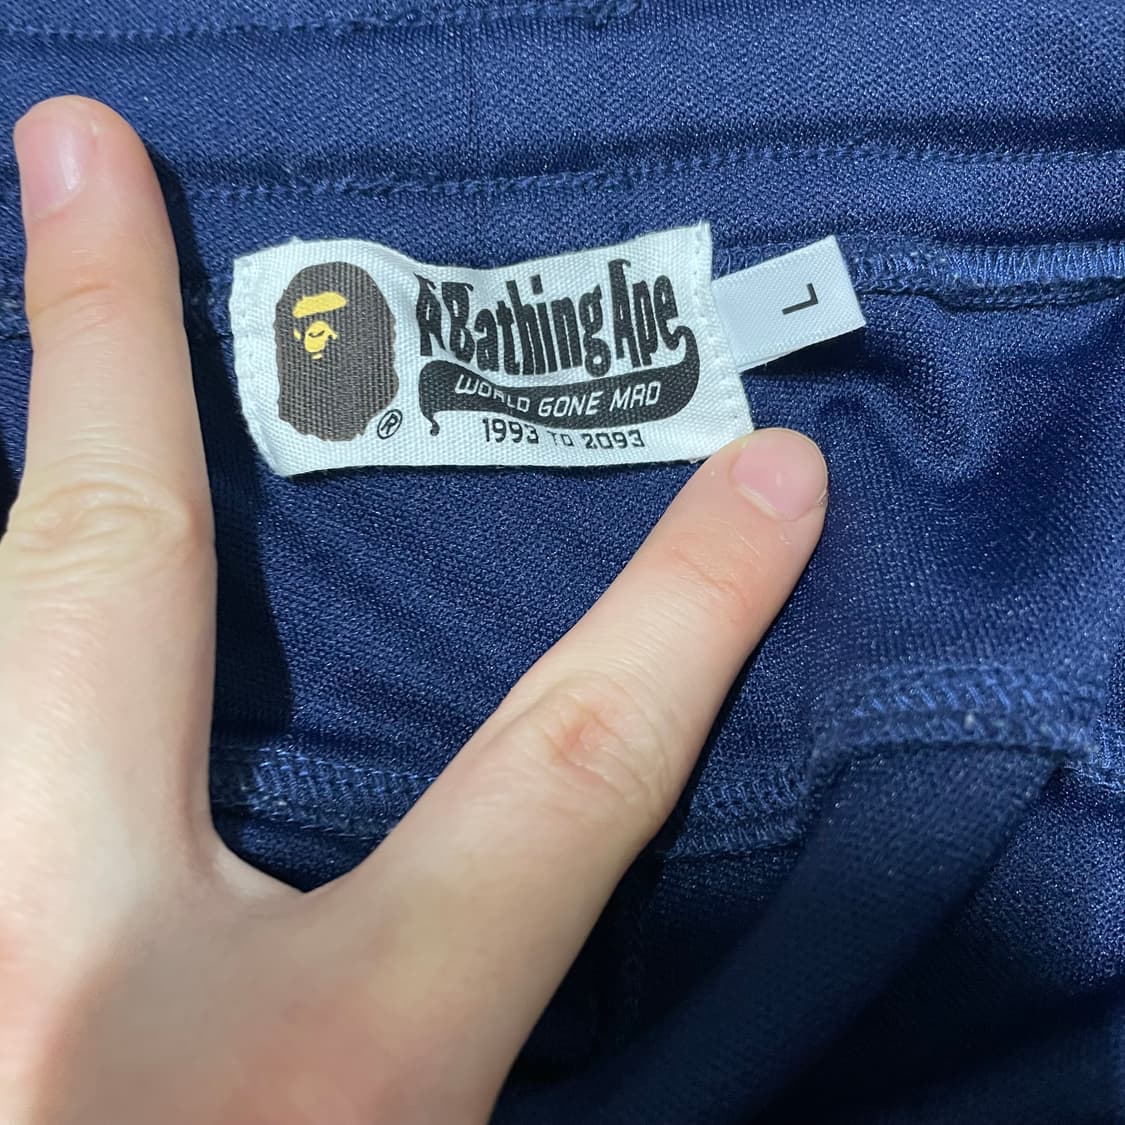 A Bathing Ape
WORLD GONE MAD
1993 TO 2093
®
L